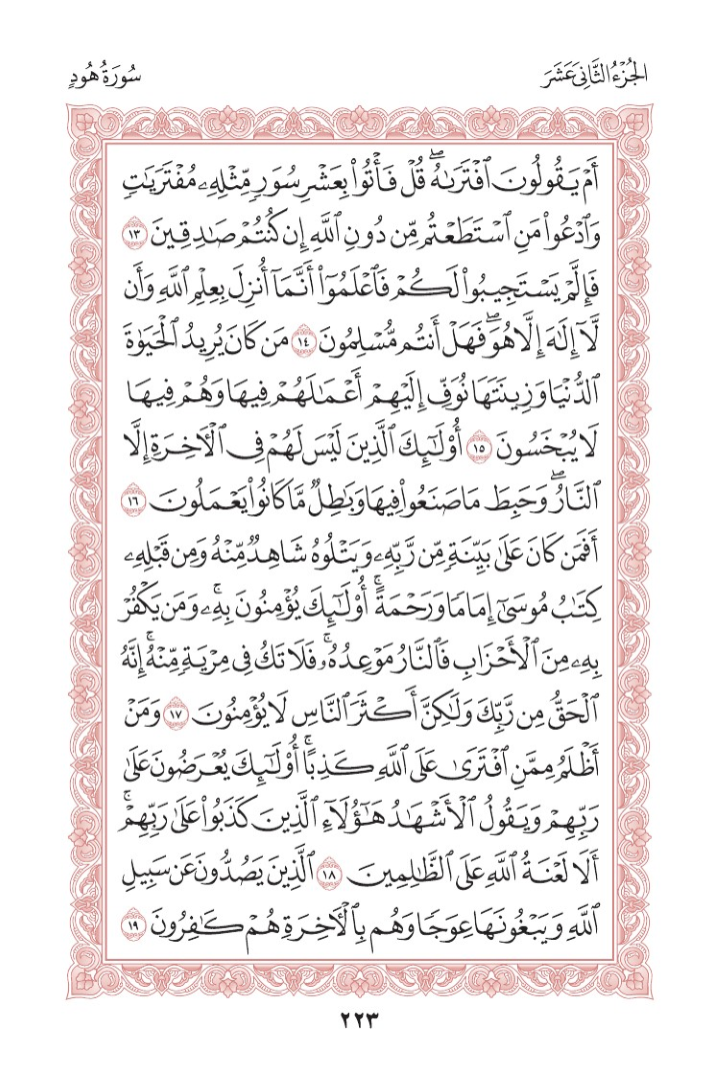 الجُزْءُ الثَّانِي عَشَرَ
سُورَةُ هُودٍ
أَمۡ يَقُولُونَ ٱفۡتَرَىٰهُۖ قُلۡ فَأۡتُواْ بِعَشۡرِ سُوَرٖ مِّثۡلِهِۦ مُفۡتَرَيَٰتٖ
وَٱدۡعُواْ مَنِ ٱسۡتَطَعۡتُم مِّن دُونِ ٱللَّهِ إِن كُنتُمۡ صَٰدِقِينَ ١٣
فَإِلَّمۡ يَسۡتَجِيبُواْ لَكُمۡ فَٱعۡلَمُوٓاْ أَنَّمَآ أُنزِلَ بِعِلۡمِ ٱللَّهِ وَأَن
لَّآ إِلَٰهَ إِلَّا هُوَۖ فَهَلۡ أَنتُم مُّسۡلِمُونَ ١٤ مَن كَانَ يُرِيدُ ٱلۡحَيَوٰةَ
ٱلدُّنۡيَا وَزِينَتَهَا نُوَفِّ إِلَيۡهِمۡ أَعۡمَٰلَهُمۡ فِيهَا وَهُمۡ فِيهَا
لَا يُبۡخَسُونَ ١٥ أُوْلَٰٓئِكَ ٱلَّذِينَ لَيۡسَ لَهُمۡ فِي ٱلۡأٓخِرَةِ إِلَّا
ٱلنَّارُۖ وَحَبِطَ مَا صَنَعُواْ فِيهَا وَبَٰطِلٞ مَّا كَانُواْ يَعۡمَلُونَ ١٦
أَفَمَن كَانَ عَلَىٰ بَيِّنَةٖ مِّن رَّبِّهِۦ وَيَتۡلُوهُ شَاهِدٞ مِّنۡهُ وَمِن قَبۡلِهِۦ
كِتَٰبُ مُوسَىٰٓ إِمَامٗا وَرَحۡمَةًۚ أُوْلَٰٓئِكَ يُؤۡمِنُونَ بِهِۦۚ وَمَن يَكۡفُرۡ
بِهِۦ مِنَ ٱلۡأَحۡزَابِ فَٱلنَّارُ مَوۡعِدُهُۥۚ فَلَا تَكُ فِي مِرۡيَةٖ مِّنۡهُۚ إِنَّهُ
ٱلۡحَقُّ مِن رَّبِّكَ وَلَٰكِنَّ أَكۡثَرَ ٱلنَّاسِ لَا يُؤۡمِنُونَ ١٧ وَمَنۡ
أَظۡلَمُ مِمَّنِ ٱفۡتَرَىٰ عَلَى ٱللَّهِ كَذِبًاۚ أُوْلَٰٓئِكَ يُعۡرَضُونَ عَلَىٰ
رَبِّهِمۡ وَيَقُولُ ٱلۡأَشۡهَٰدُ هَٰٓؤُلَآءِ ٱلَّذِينَ كَذَبُواْ عَلَىٰ رَبِّهِمۡۚ
أَلَا لَعۡنَةُ ٱللَّهِ عَلَى ٱلظَّٰلِمِينَ ١٨ ٱلَّذِينَ يَصُدُّونَ عَن سَبِيلِ
ٱللَّهِ وَيَبۡغُونَهَا عِوَجٗا وَهُم بِٱلۡأٓخِرَةِ هُمۡ كَٰفِرُونَ ١٩
٢٢٣